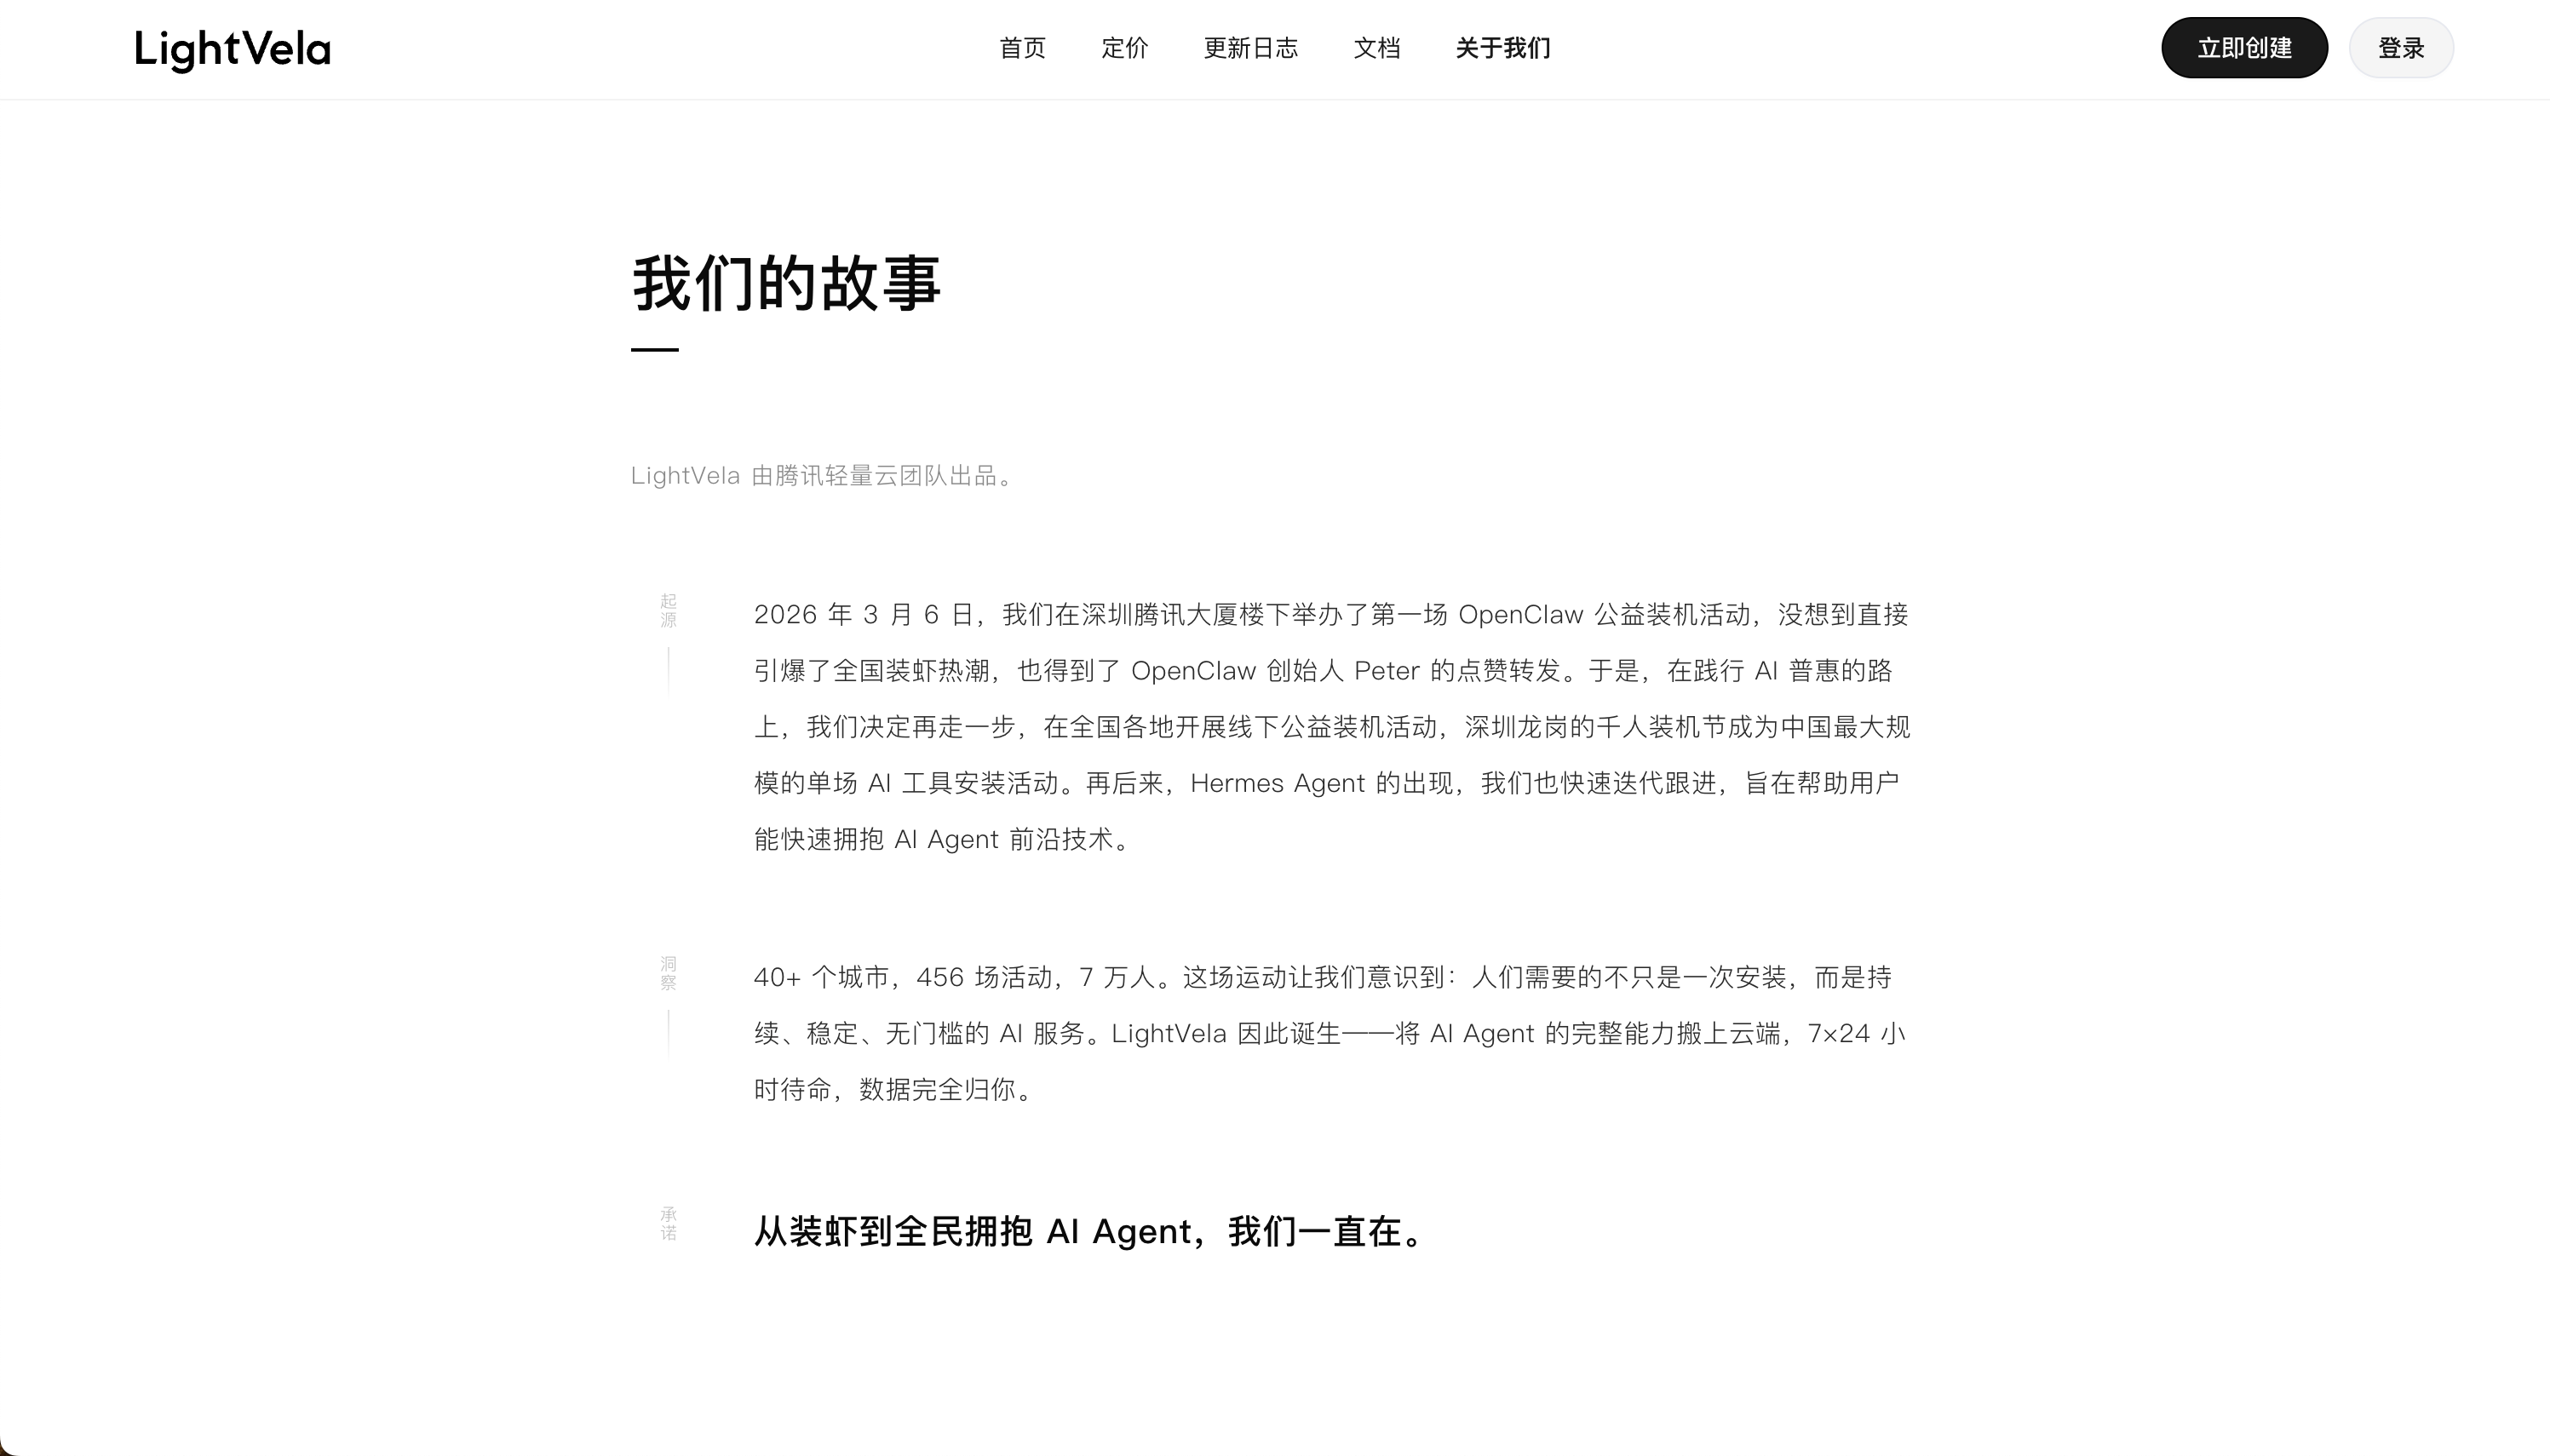 LightVela
首页 定价 更新日志 文档 关于我们
立即创建 登录
我们的故事
LightVela 由腾讯轻量云团队出品。
起源
2026 年 3 月 6 日，我们在深圳腾讯大厦楼下举办了第一场 OpenClaw 公益装机活动，没想到直接
引爆了全国装虾热潮，也得到了 OpenClaw 创始人 Peter 的点赞转发。于是，在践行 AI 普惠的路
上，我们决定再走一步，在全国各地开展线下公益装机活动，深圳龙岗的千人装机节成为中国最大规
模的单场 AI 工具安装活动。再后来，Hermes Agent 的出现，我们也快速迭代跟进，旨在帮助用户
能快速拥抱 AI Agent 前沿技术。
洞察
40+ 个城市，456 场活动，7 万人。这场运动让我们意识到：人们需要的不只是一次安装，而是持
续、稳定、无门槛的 AI 服务。LightVela 因此诞生——将 AI Agent 的完整能力搬上云端，7×24 小
时待命，数据完全归你。
承诺
从装虾到全民拥抱 AI Agent，我们一直在。